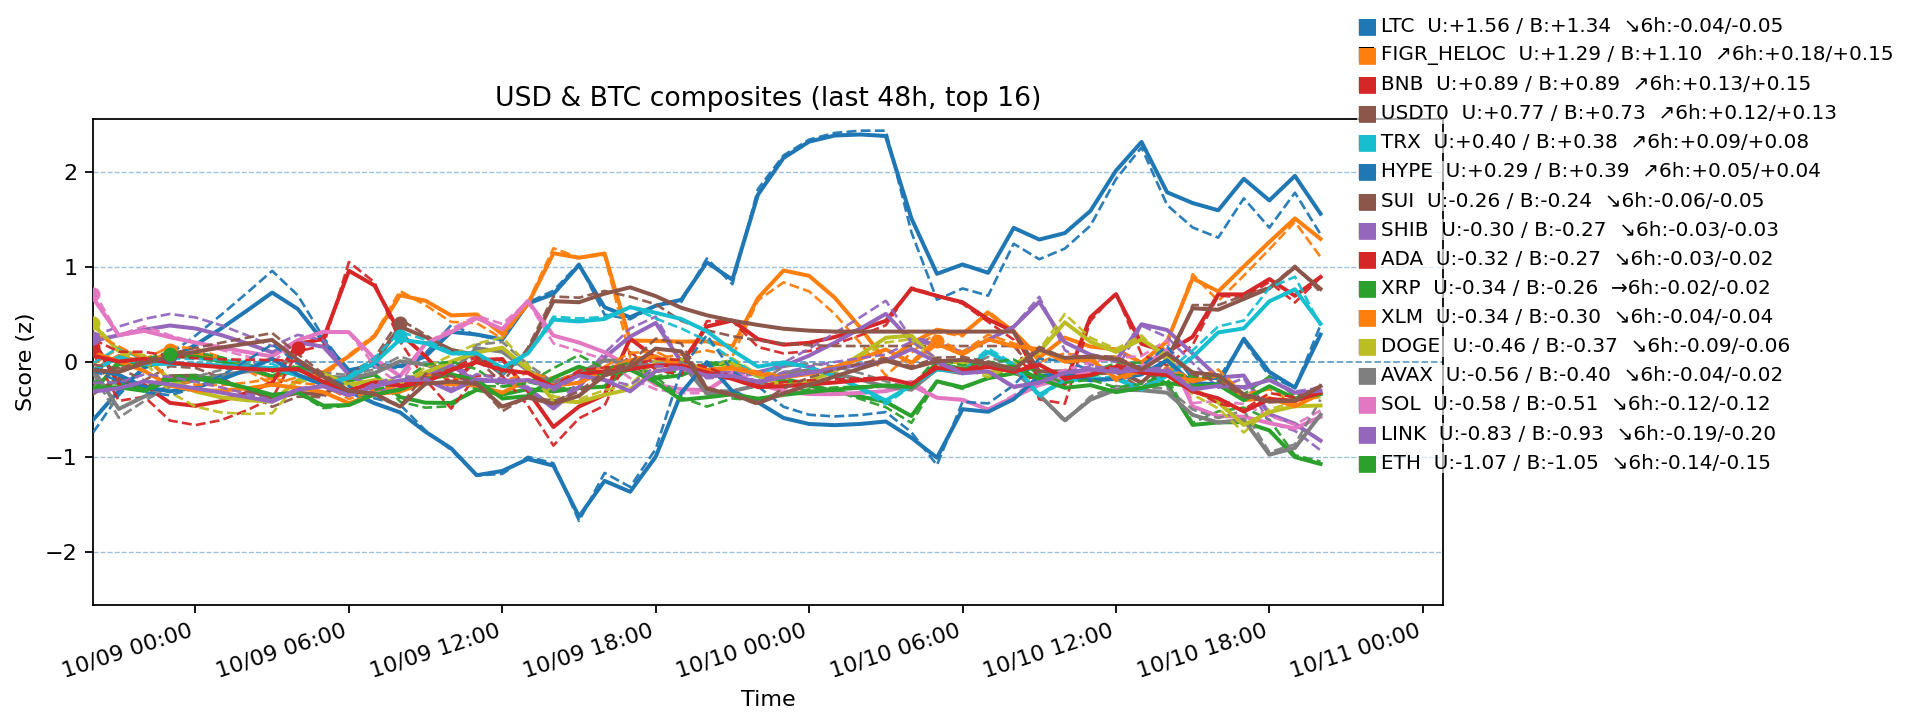 LTC  U:+1.56 / B:+1.34  ↘6h:-0.04/-0.05
FIGR_HELOC  U:+1.29 / B:+1.10  ↗6h:+0.18/+0.15
BNB  U:+0.89 / B:+0.89  ↗6h:+0.13/+0.15
USDT0  U:+0.77 / B:+0.73  ↗6h:+0.12/+0.13
TRX  U:+0.40 / B:+0.38  ↗6h:+0.09/+0.08
HYPE  U:+0.29 / B:+0.39  ↗6h:+0.05/+0.04
SUI  U:-0.26 / B:-0.24  ↘6h:-0.06/-0.05
SHIB  U:-0.30 / B:-0.27  ↘6h:-0.03/-0.03
ADA  U:-0.32 / B:-0.27  ↘6h:-0.03/-0.02
XRP  U:-0.34 / B:-0.26  →6h:-0.02/-0.02
XLM  U:-0.34 / B:-0.30  ↘6h:-0.04/-0.04
DOGE  U:-0.46 / B:-0.37  ↘6h:-0.09/-0.06
AVAX  U:-0.56 / B:-0.40  ↘6h:-0.04/-0.02
SOL  U:-0.58 / B:-0.51  ↘6h:-0.12/-0.12
LINK  U:-0.83 / B:-0.93  ↘6h:-0.19/-0.20
ETH  U:-1.07 / B:-1.05  ↘6h:-0.14/-0.15
USD & BTC composites (last 48h, top 16)
Score (z)
2
1
0
−1
−2
10/09 00:00
10/09 06:00
10/09 12:00
10/09 18:00
10/10 00:00
10/10 06:00
10/10 12:00
10/10 18:00
10/11 00:00
Time